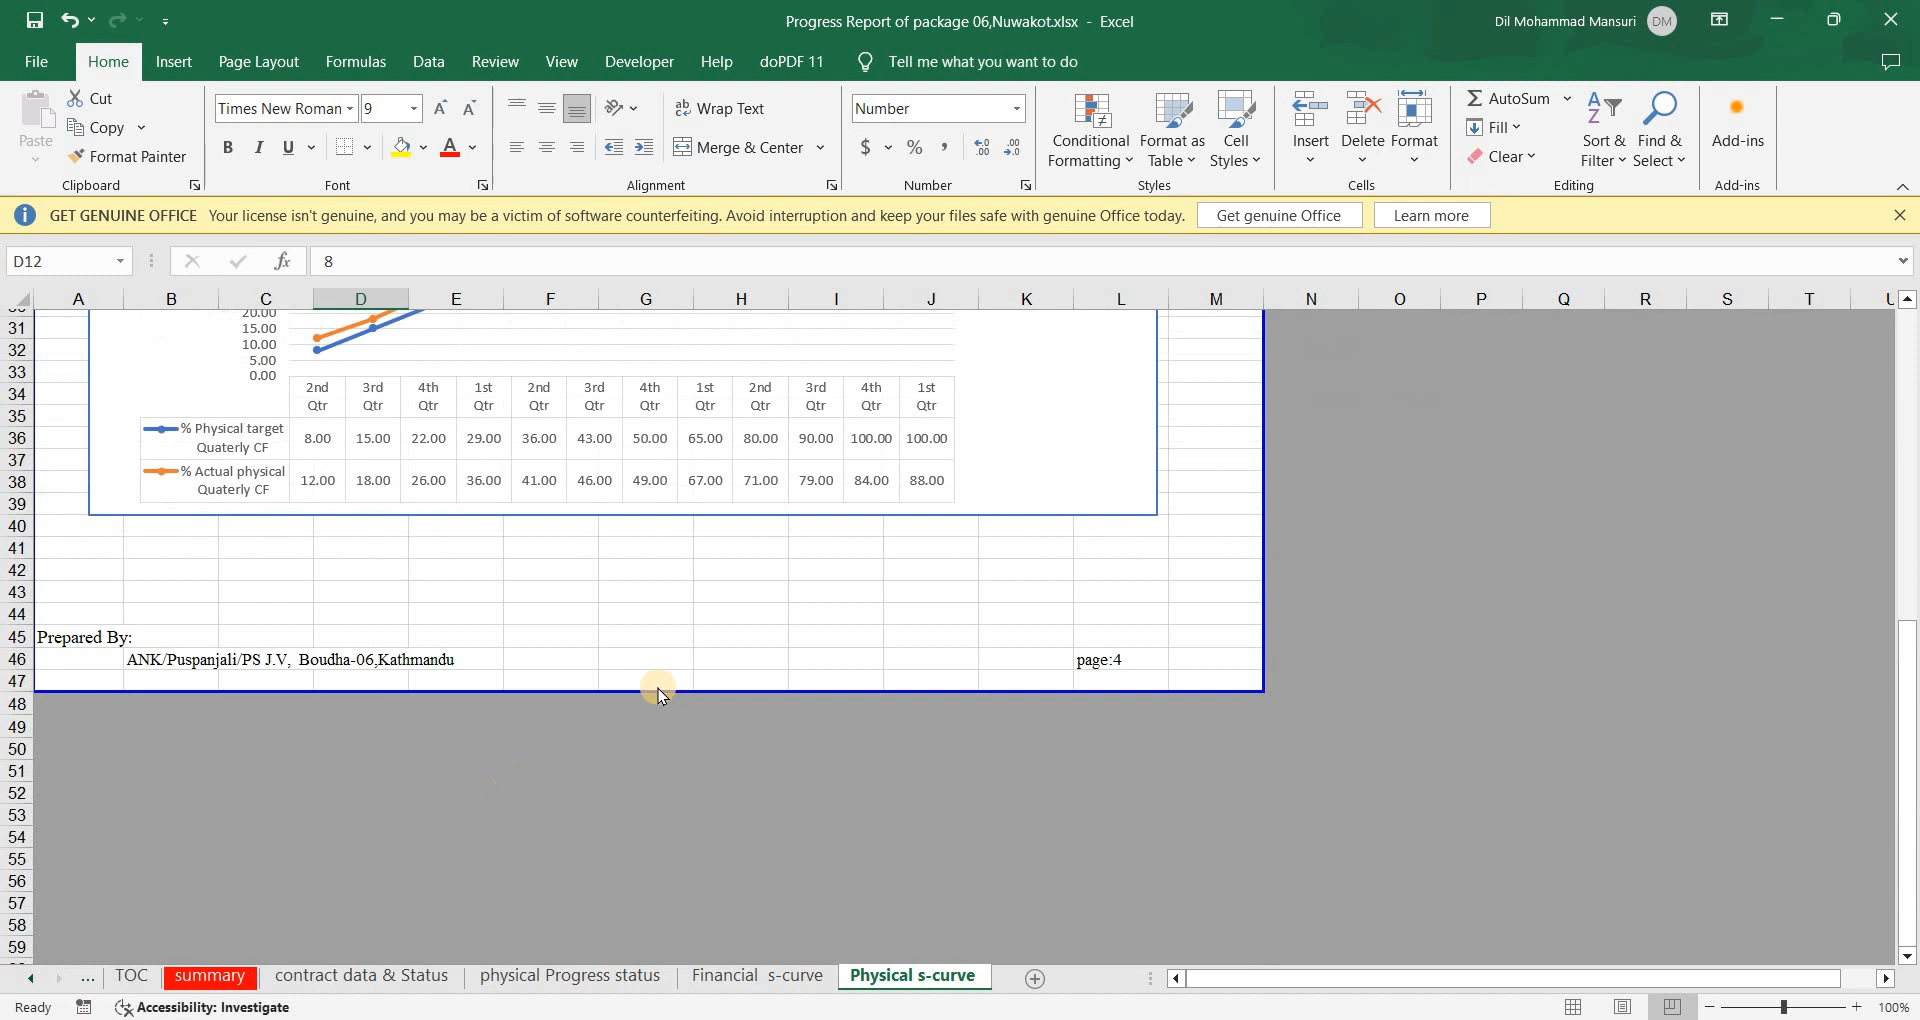 Progress Report of package 06,Nuwakot.xlsx - Excel
Dil Mohammad Mansuri DM
File Home Insert Page Layout Formulas Data Review View Developer Help doPDF 11 Tell me what you want to do
Paste
Cut
Copy
Format Painter
Clipboard
Times New Roman 9
B I U
Font
Wrap Text
Merge & Center
Alignment
Number
$ % ,
Number
Conditional Formatting
Format as Table
Cell Styles
Styles
Insert Delete Format
Cells
AutoSum
Fill
Clear
Sort & Filter
Find & Select
Editing
Add-ins
Add-ins
GET GENUINE OFFICE Your license isn't genuine, and you may be a victim of software counterfeiting. Avoid interruption and keep your files safe with genuine Office today. Get genuine Office Learn more
D12 fx 8
A B C D E F G H I J K L M N O P Q R S T U
20.00
31 15.00
32 10.00
5.00
33 0.00
34 2nd Qtr 3rd Qtr 4th Qtr 1st Qtr 2nd Qtr 3rd Qtr 4th Qtr 1st Qtr 2nd Qtr 3rd Qtr 4th Qtr 1st Qtr
35
36 % Physical target Quaterly CF 8.00 15.00 22.00 29.00 36.00 43.00 50.00 65.00 80.00 90.00 100.00 100.00
37
38 % Actual physical Quaterly CF 12.00 18.00 26.00 36.00 41.00 46.00 49.00 67.00 71.00 79.00 84.00 88.00
39
40
41
42
43
44
45 Prepared By:
46 ANK/Puspanjali/PS J.V, Boudha-06,Kathmandu page:4
47
48
49
50
51
52
53
54
55
56
57
58
59
... TOC summary contract data & Status physical Progress status Financial s-curve Physical s-curve
Ready Accessibility: Investigate 100%